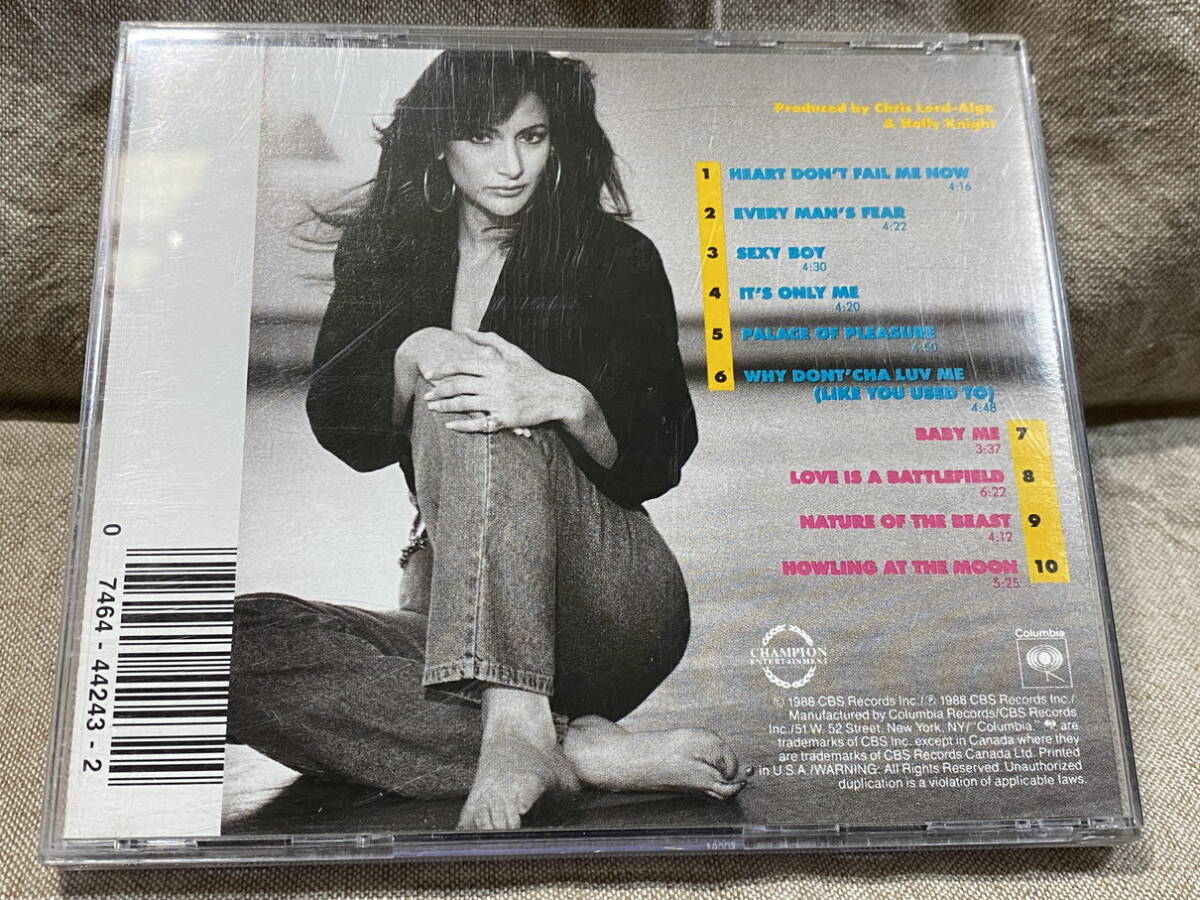 Produced by Chris Lord-Alge
& Holly Knight
1 HEART DON'T FAIL ME NOW
4:16
2 EVERY MAN'S FEAR
4:22
3 SEXY BOY
4:30
4 IT'S ONLY ME
4:20
5 PALACE OF PLEASURE
4:50
6 WHY DONT'CHA LUV ME
(LIKE YOU USED TO)
4:48
BABY ME 7
3:37
LOVE IS A BATTLEFIELD 8
6:22
NATURE OF THE BEAST 9
4:12
HOWLING AT THE MOON 10
5:25
CHAMPION
ENTERTAINMENT
Columbia
© 1988 CBS Records Inc./℗ 1988 CBS Records Inc./
Manufactured by Columbia Records/CBS Records
Inc./51 W. 52 Street, New York, NY/"Columbia," are
trademarks of CBS Inc. except in Canada where they
are trademarks of CBS Records Canada Ltd. Printed
in U.S.A./WARNING: All Rights Reserved. Unauthorized
duplication is a violation of applicable laws.
0 7464-44243-2